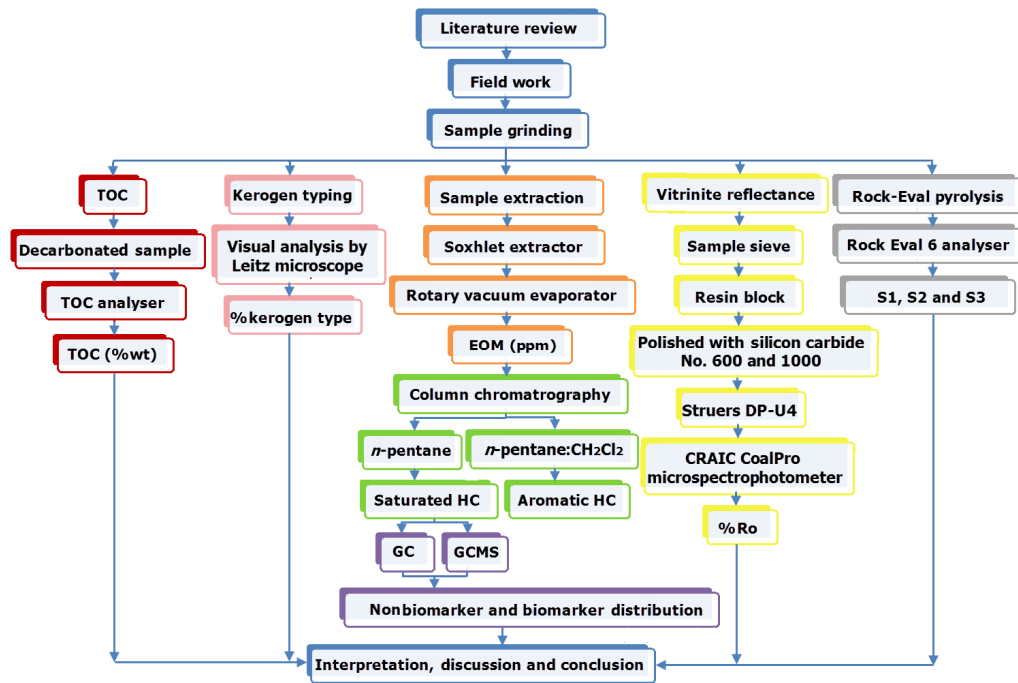 Literature review
Field work
Sample grinding
TOC
Decarbonated sample
TOC analyser
TOC (%wt)
Kerogen typing
Visual analysis by
Leitz microscope
%kerogen type
Sample extraction
Soxhlet extractor
Rotary vacuum evaporator
EOM (ppm)
Column chromatrography
n-pentane
n-pentane:CH₂Cl₂
Saturated HC
Aromatic HC
GC
GCMS
Nonbiomarker and biomarker distribution
Vitrinite reflectance
Sample sieve
Resin block
Polished with silicon carbide
No. 600 and 1000
Struers DP-U4
CRAIC CoalPro
microspectrophotometer
%Ro
Rock-Eval pyrolysis
Rock Eval 6 analyser
S1, S2 and S3
Interpretation, discussion and conclusion